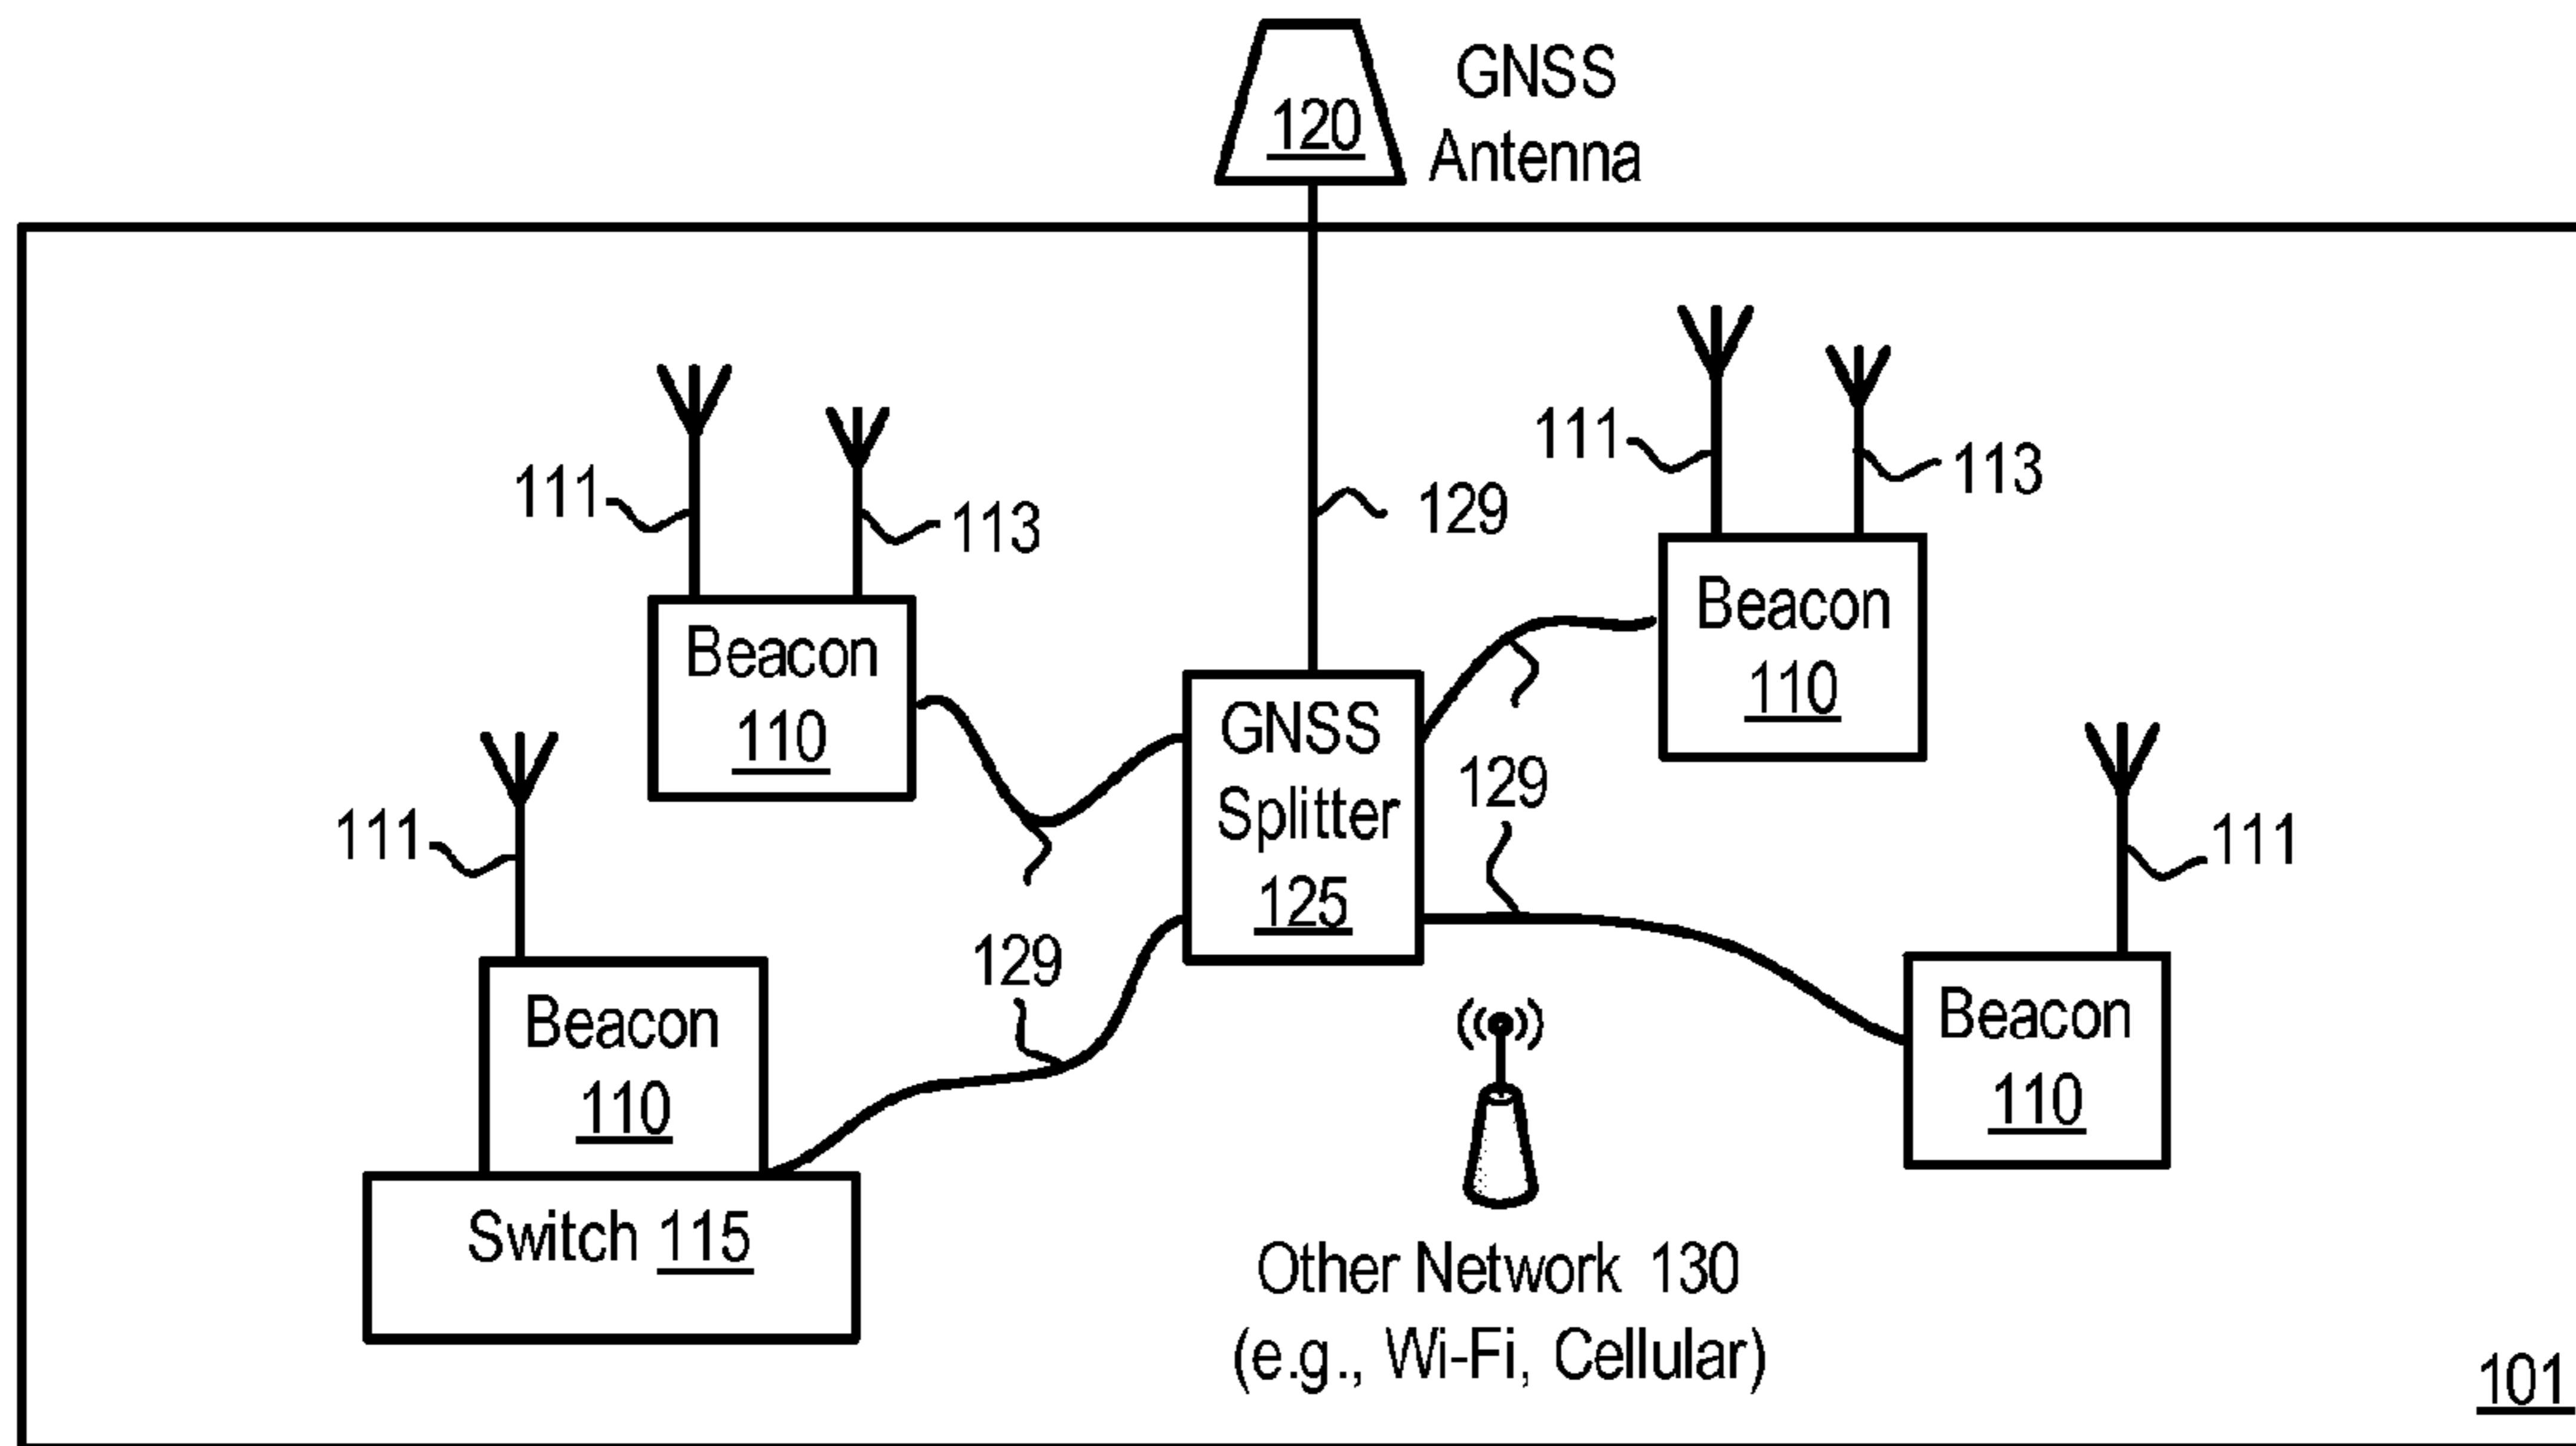 GNSS
Antenna
120
111
113
129
111
113
Beacon
110
Beacon
110
GNSS
Splitter
125
129
129
129
111
111
Beacon
110
Beacon
110
Switch 115
Other Network 130
(e.g., Wi-Fi, Cellular)
101